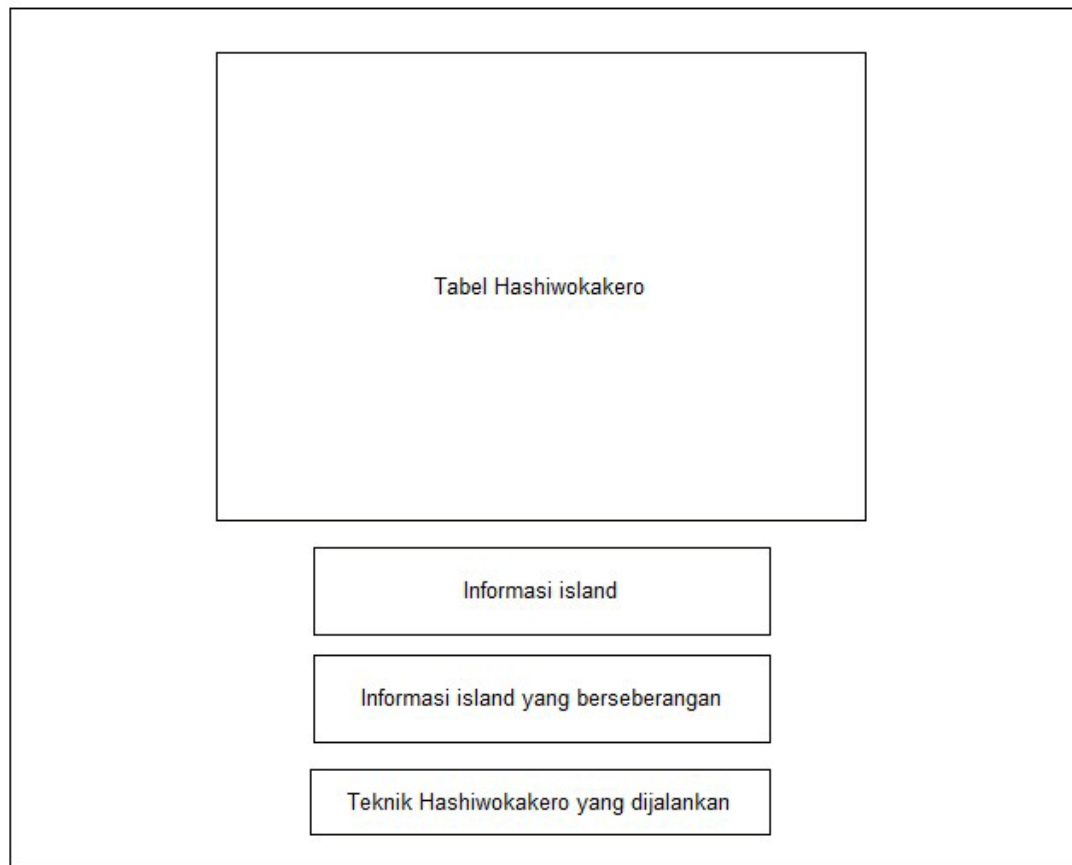 Tabel Hashiwokakero
Informasi island
Informasi island yang berseberangan
Teknik Hashiwokakero yang dijalankan